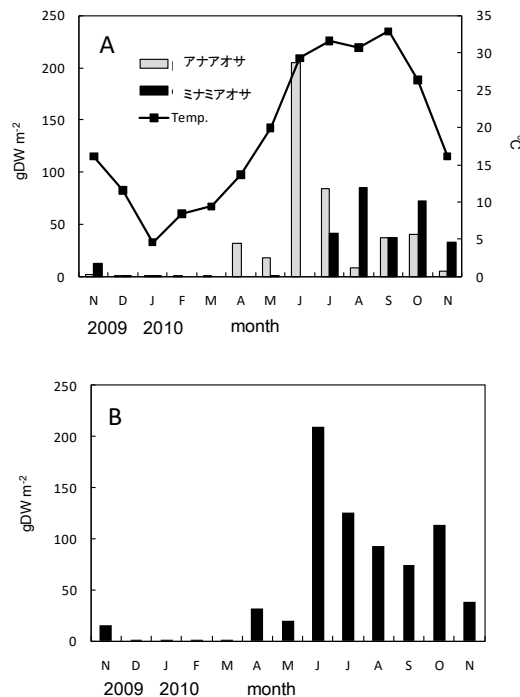 A
アナアオサ
ミナミアオサ
Temp.
250
200
150
100
50
0
gDW m⁻²
35
30
25
20
15
10
5
0
℃
N D J F M A M J J A S O N
2009 2010 month
B
250
200
150
100
50
0
gDW m⁻²
N D J F M A M J J A S O N
2009 2010 month